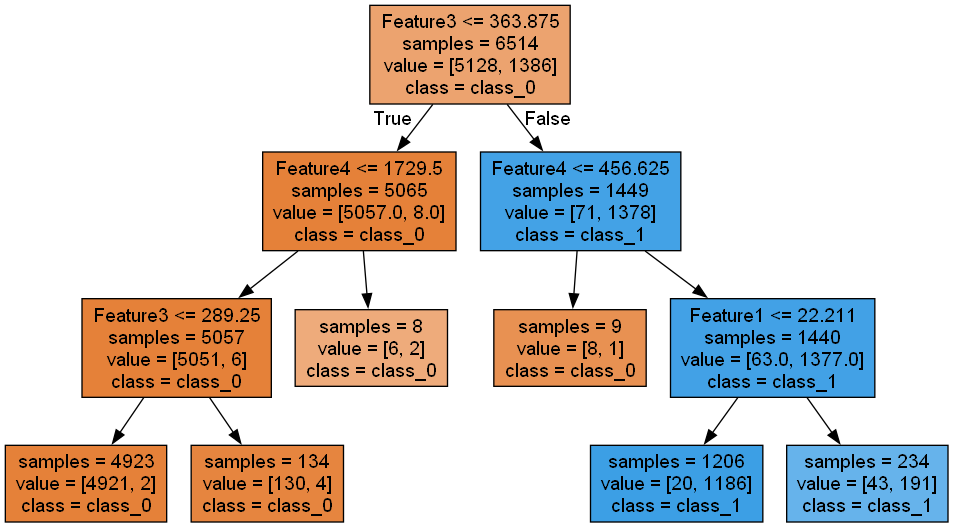 Feature3 <= 363.875
samples = 6514
value = [5128, 1386]
class = class_0
True
False
Feature4 <= 1729.5
samples = 5065
value = [5057.0, 8.0]
class = class_0
Feature4 <= 456.625
samples = 1449
value = [71, 1378]
class = class_1
Feature3 <= 289.25
samples = 5057
value = [5051, 6]
class = class_0
samples = 8
value = [6, 2]
class = class_0
samples = 9
value = [8, 1]
class = class_0
Feature1 <= 22.211
samples = 1440
value = [63.0, 1377.0]
class = class_1
samples = 4923
value = [4921, 2]
class = class_0
samples = 134
value = [130, 4]
class = class_0
samples = 1206
value = [20, 1186]
class = class_1
samples = 234
value = [43, 191]
class = class_1